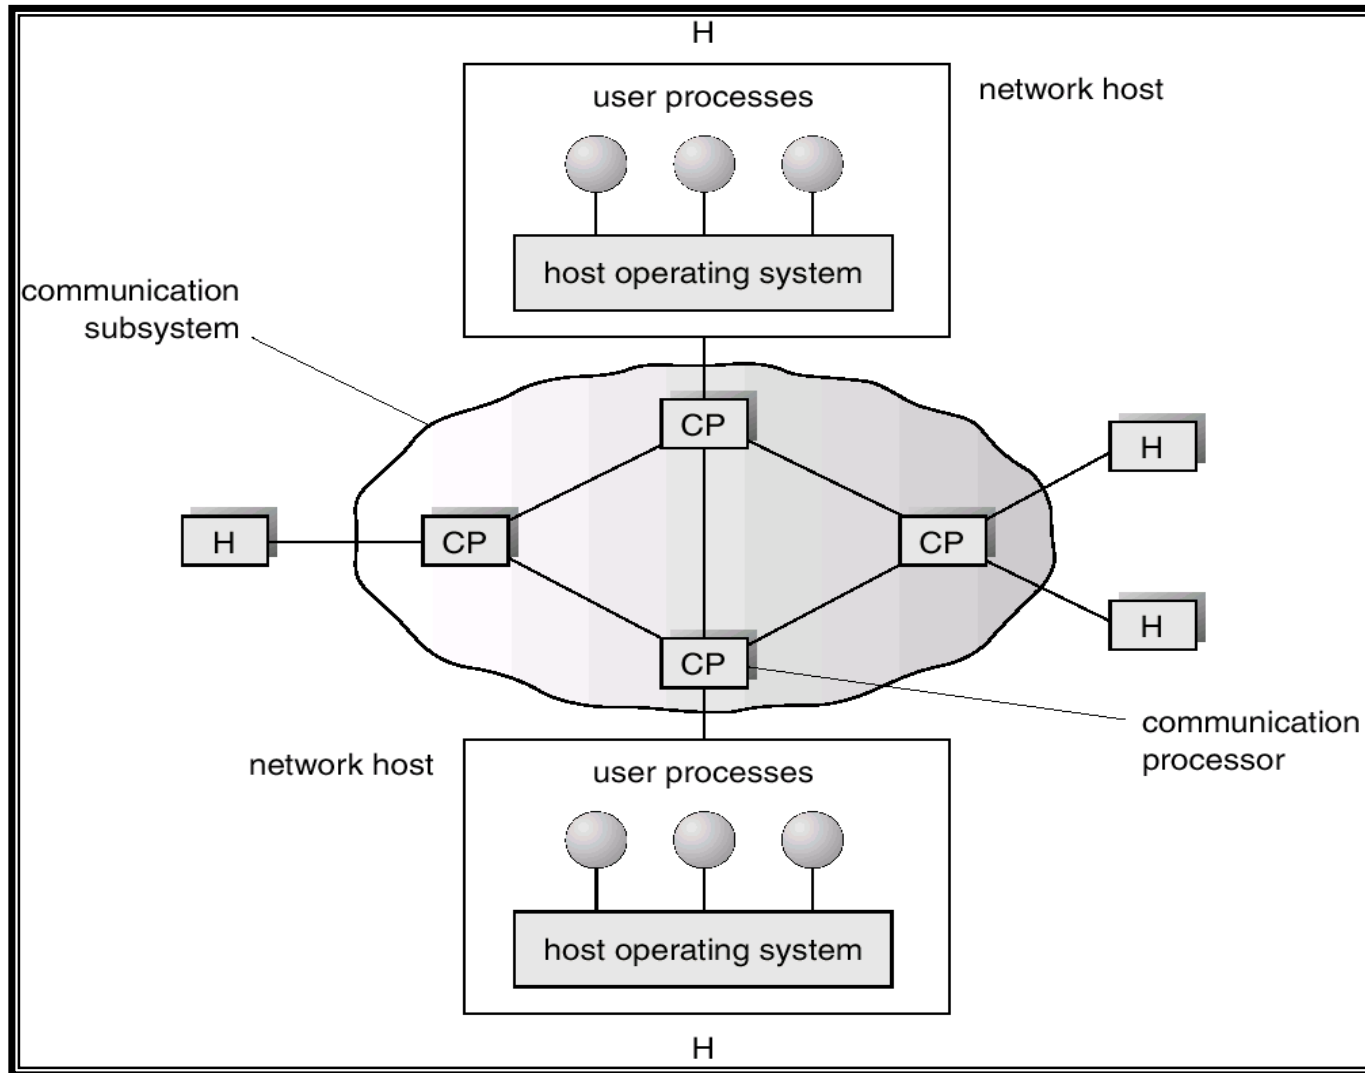 H
user processes
network host
host operating system
communication
subsystem
CP
H
H
CP
CP
H
CP
communication
processor
network host
user processes
host operating system
H